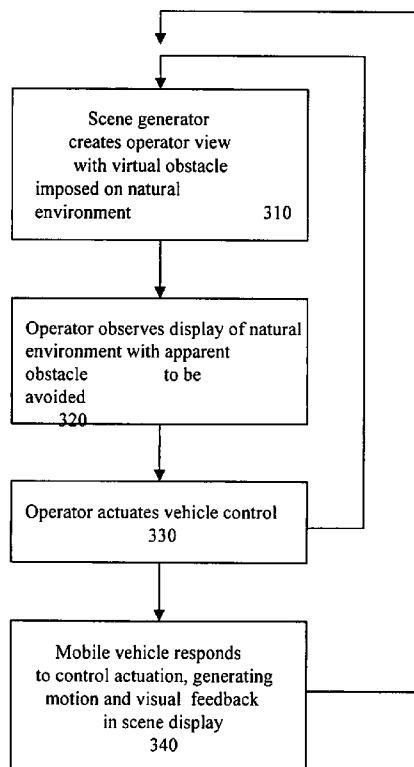 Scene generator
creates operator view
with virtual obstacle
imposed on natural
environment 310
Operator observes display of natural
environment with apparent
obstacle to be
avoided
320
Operator actuates vehicle control
330
Mobile vehicle responds
to control actuation, generating
motion and visual feedback
in scene display
340